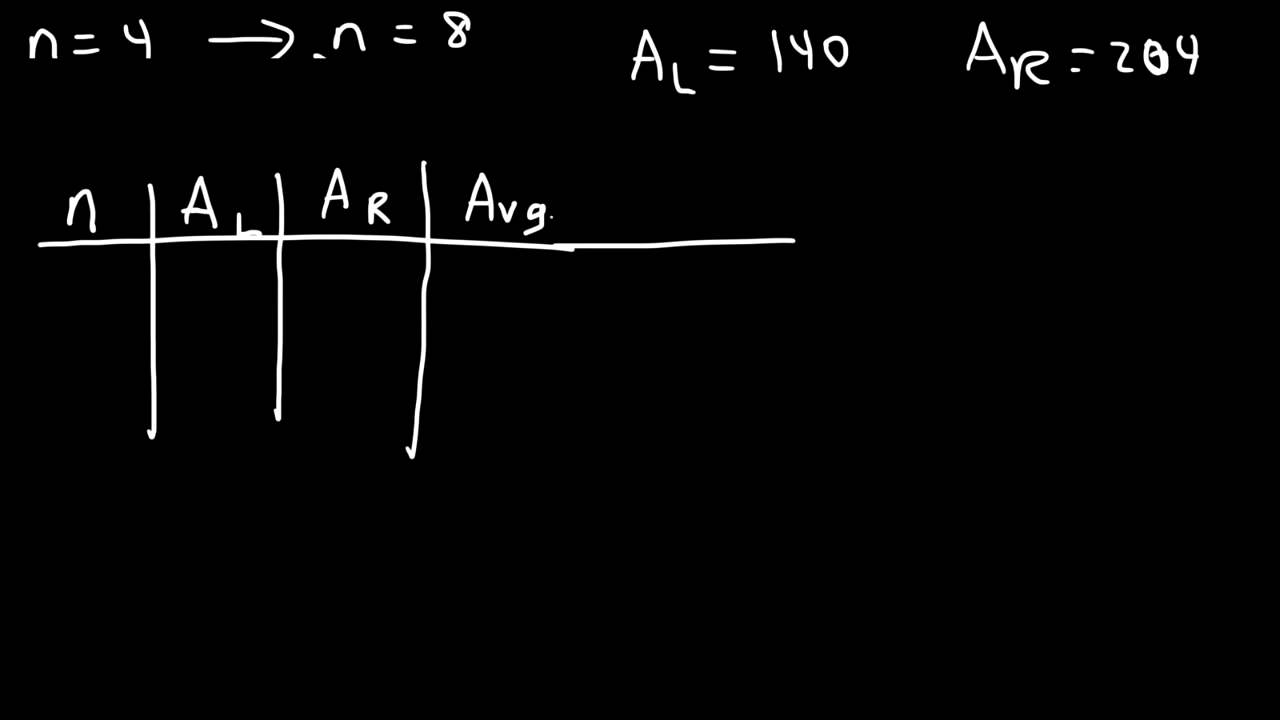 n = 4 → .n = 8 A_L = 140 A_R = 204
n A_L A_R Avg.